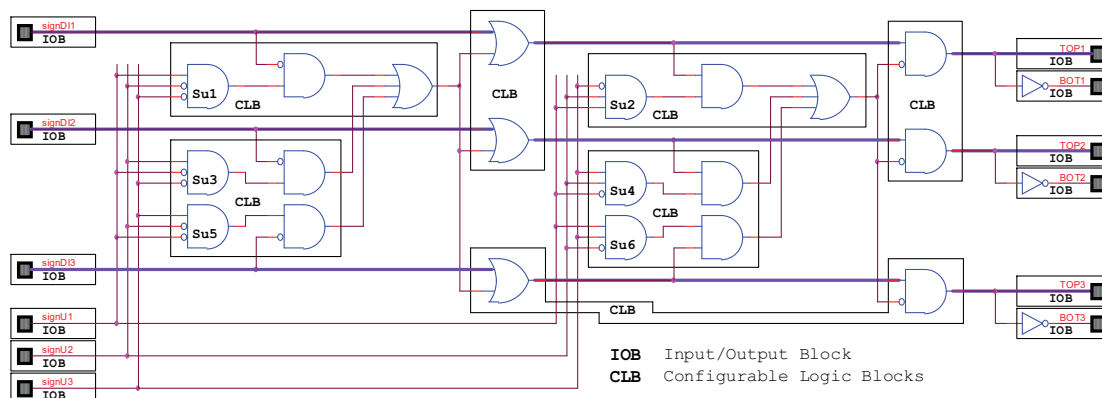 signDI1
IOB
Su1
CLB
CLB
Su2
CLB
CLB
TOP1
IOB
BOT1
IOB
signDI2
IOB
Su3
CLB
Su5
Su4
CLB
Su6
TOP2
IOB
BOT2
IOB
signDI3
IOB
CLB
TOP3
IOB
BOT3
IOB
signU1
IOB
signU2
IOB
signU3
IOB
IOB Input/Output Block
CLB Configurable Logic Blocks